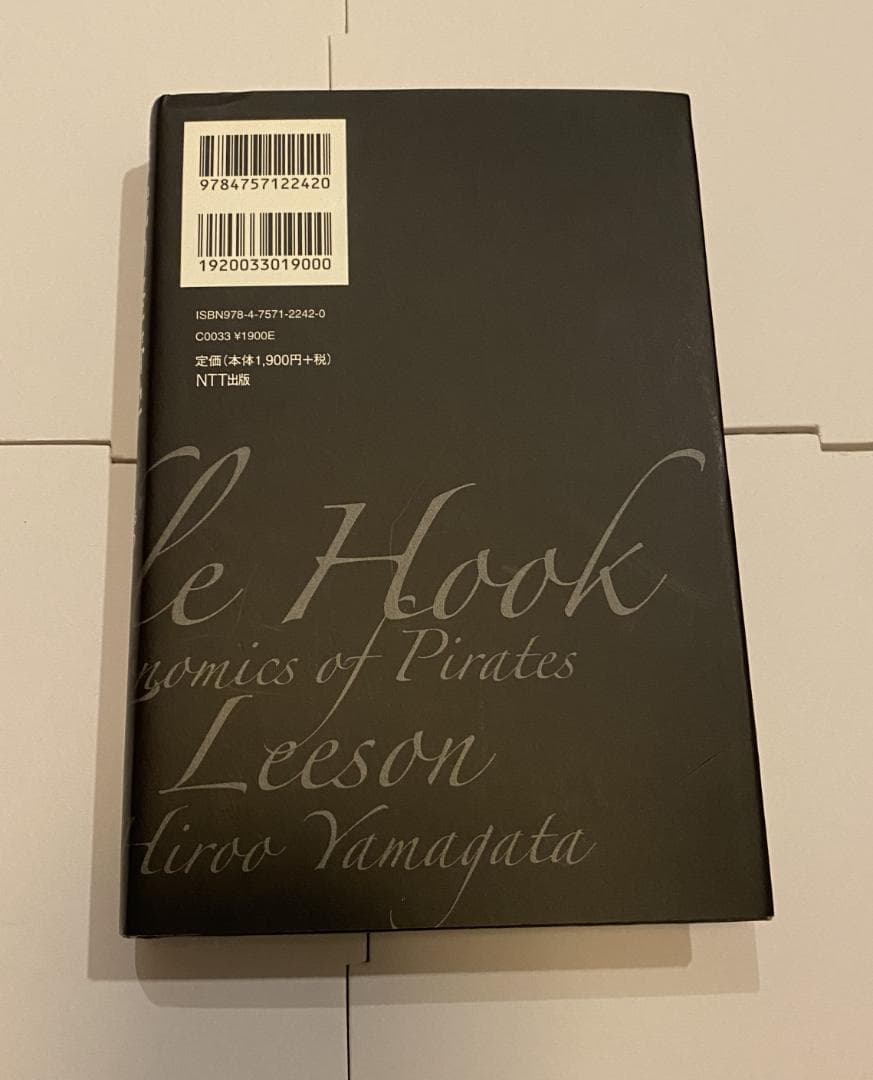 9784757122420
1920033019000
ISBN978-4-7571-2242-0
C0033 ¥1900E
定価(本体1,900円+税)
NTT出版
le Hook
nomics of Pirates
Leeson
Hiroo Yamagata